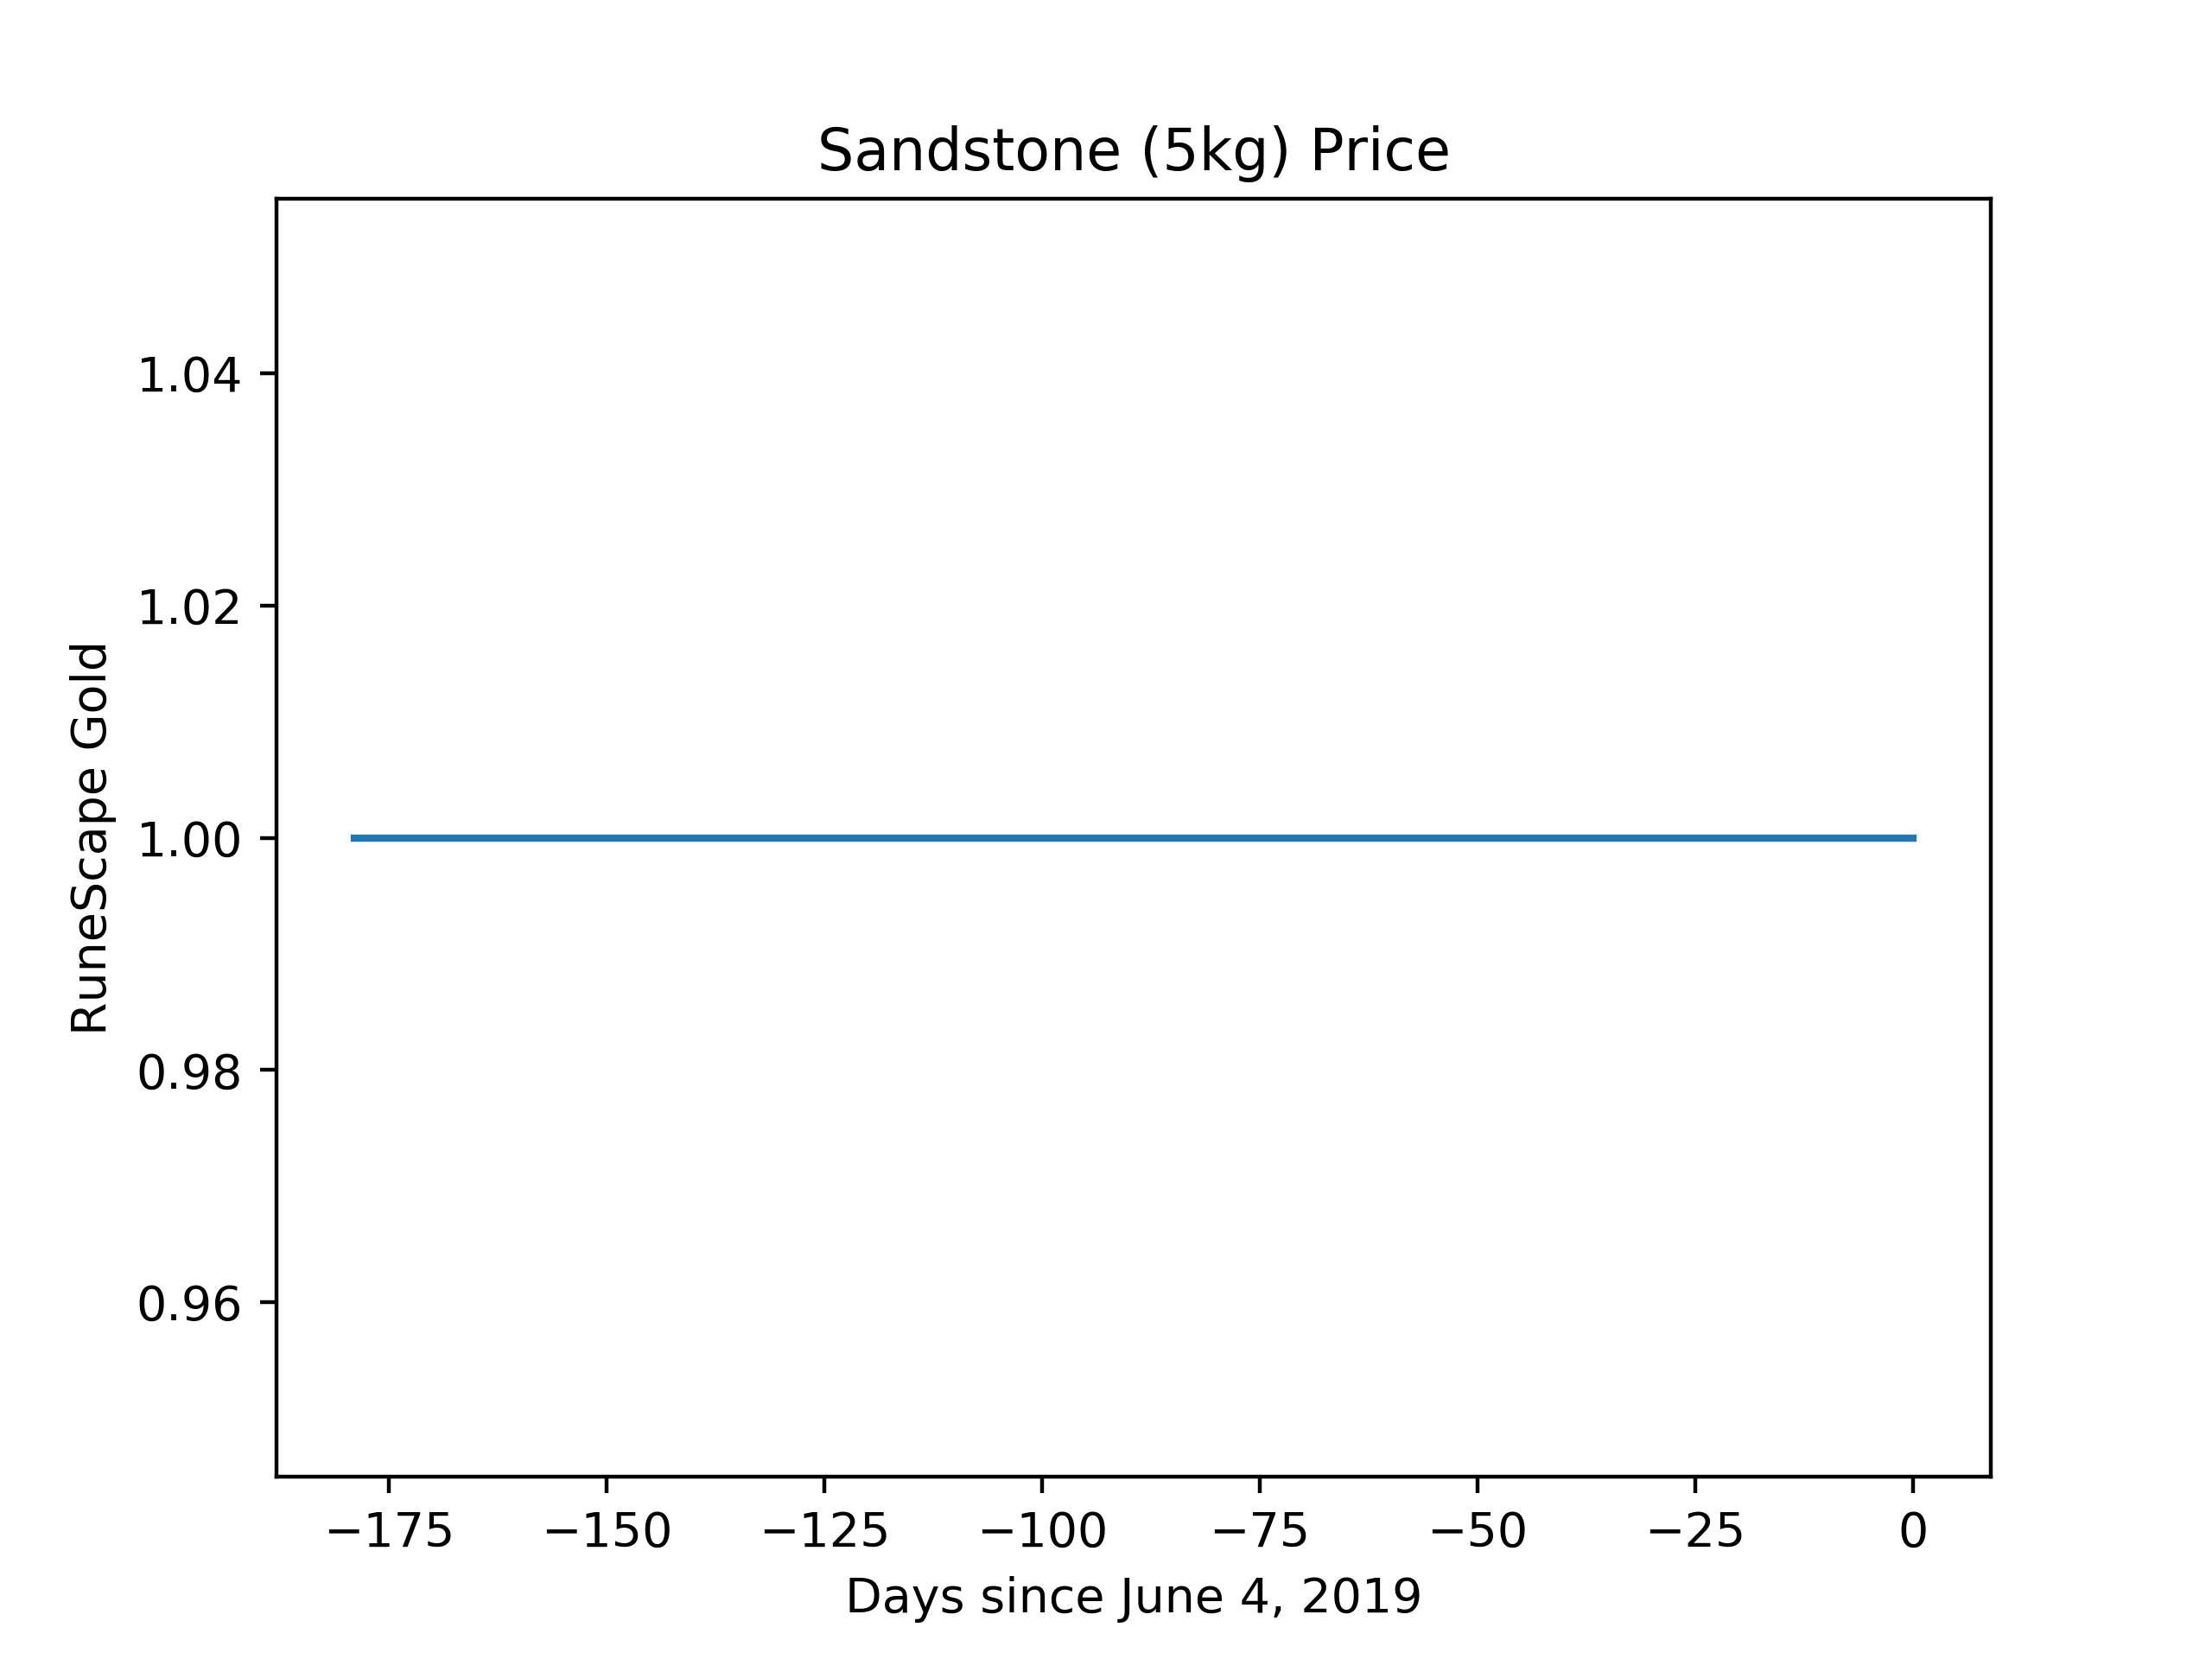 Sandstone (5kg) Price
RuneScape Gold
1.04
1.02
1.00
0.98
0.96
−175 −150 −125 −100 −75 −50 −25 0
Days since June 4, 2019